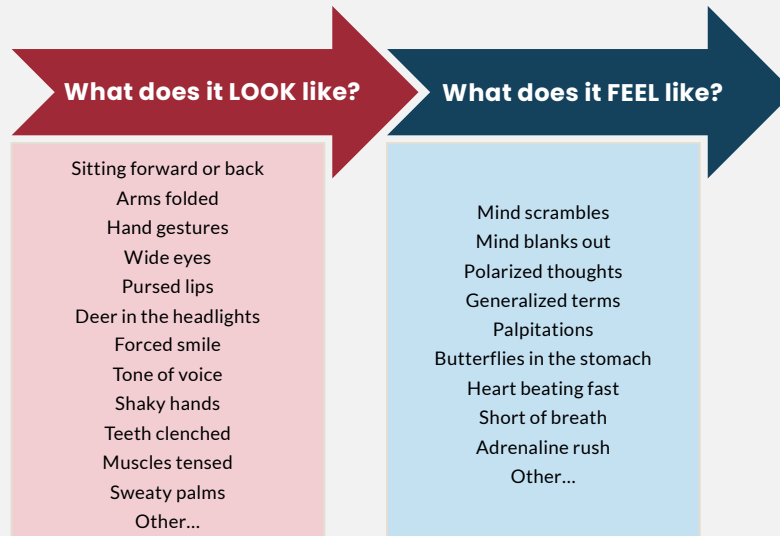 What does it LOOK like?
Sitting forward or back
Arms folded
Hand gestures
Wide eyes
Pursed lips
Deer in the headlights
Forced smile
Tone of voice
Shaky hands
Teeth clenched
Muscles tensed
Sweaty palms
Other...
What does it FEEL like?
Mind scrambles
Mind blanks out
Polarized thoughts
Generalized terms
Palpitations
Butterflies in the stomach
Heart beating fast
Short of breath
Adrenaline rush
Other...